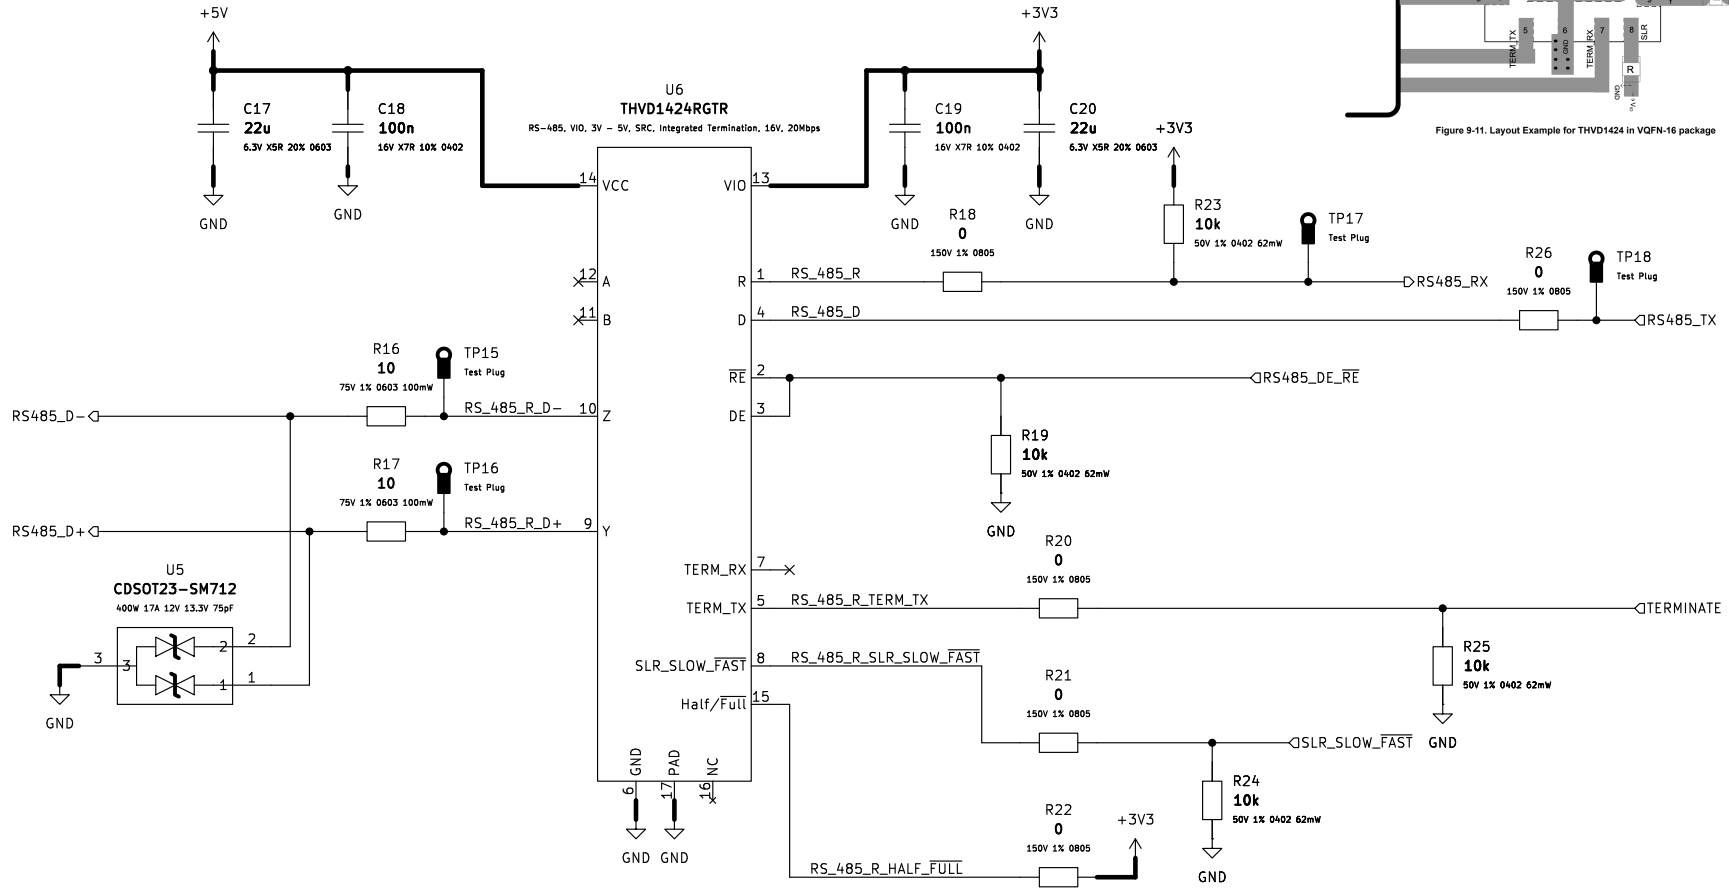 +5V
+3V3
C17
22u
6.3V X5R 20% 0603
GND
C18
100n
16V X7R 10% 0402
GND
U6
THVD1424RGTR
RS-485, VIO, 3V - 5V, SRC, Integrated Termination, 16V, 20Mbps
C19
100n
16V X7R 10% 0402
GND
C20
22u
6.3V X5R 20% 0603
GND
5
6
7
8
TERM_TX
GND
TERM_RX
SLR
R
GND
Figure 9-11. Layout Example for THVD1424 in VQFN-16 package
14 VCC
VIO 13
+3V3
R23
10k
50V 1% 0402 62mW
TP17
Test Plug
R18
0
150V 1% 0805
12 A
R 1 RS_485_R
RS485_RX
R26
0
150V 1% 0805
TP18
Test Plug
11 B
D 4 RS_485_D
RS485_TX
R16
10
75V 1% 0603 100mW
TP15
Test Plug
RE 2
RS485_DE_RE
RS485_D-
RS_485_R_D- 10 Z
DE 3
R19
10k
50V 1% 0402 62mW
GND
R17
10
75V 1% 0603 100mW
TP16
Test Plug
RS485_D+
RS_485_R_D+ 9 Y
U5
CDSOT23-SM712
400W 17A 12V 13.3V 75pF
2 2
3 3
1 1
GND
TERM_RX 7
R20
0
150V 1% 0805
TERM_TX 5 RS_485_R_TERM_TX
TERMINATE
R25
10k
50V 1% 0402 62mW
GND
SLR_SLOW_FAST 8 RS_485_R_SLR_SLOW_FAST
R21
0
150V 1% 0805
SLR_SLOW_FAST
Half/Full 15
R24
10k
50V 1% 0402 62mW
GND
GND
PAD
NC
6
17
16
GND
GND
R22
0
150V 1% 0805
+3V3
RS_485_R_HALF_FULL